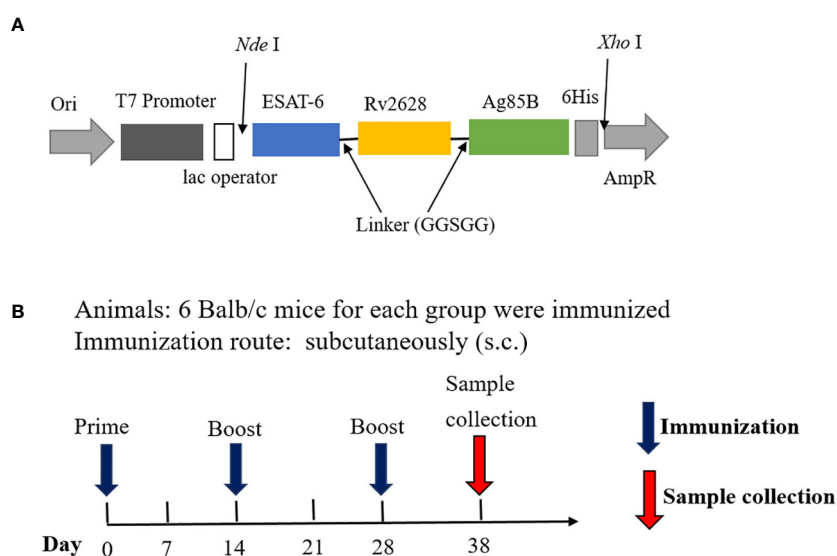 A
Nde I
Xho I
Ori
T7 Promoter
ESAT-6
Rv2628
Ag85B
6His
lac operator
AmpR
Linker (GGSGG)
B
Animals: 6 Balb/c mice for each group were immunized
Immunization route: subcutaneously (s.c.)
Sample
collection
Prime
Boost
Boost
Immunization
Sample collection
Day 0 7 14 21 28 38